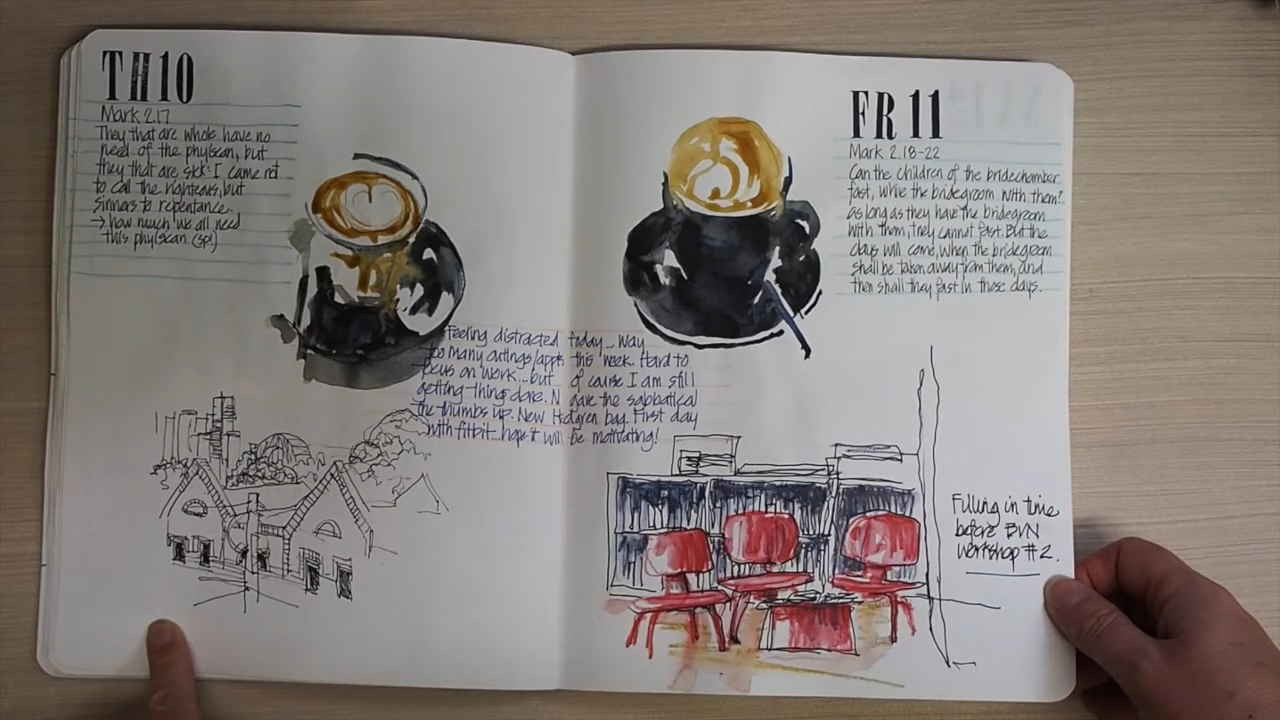 TH10
Mark 2.17
They that are whole have no
need of the phyiscan, but
they that are sick: I came not
to call the righteous, but
sinners to repentance.
→ how much we all need
this phyiscan (sp!)
Feeling distracted today... way
too many outings/appts this week. Hard to
focus on work... but of course I am still
getting things done. N gave the sabbatical
the thumbs up. New Hedgren bag. First day
with fitbit... hope it will be motivating!
FR 11
Mark 2.18-22
Can the children of the bridechamber
fast, while the bridegroom with them?
as long as they have the bridegroom
with them, they cannot fast. But the
days will come, when the bridegroom
shall be taken away from them, and
then shall they fast in those days.
Filling in time
before BVN
workshop #2.